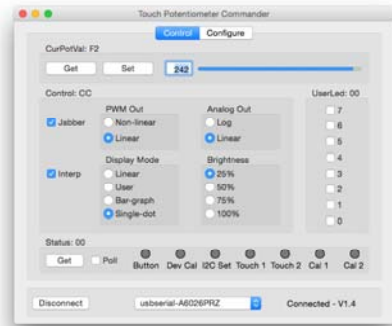 Touch Potentiometer Commander
Control Configure
CurPotVal: F2
Get Set 242
Control: CC UserLed: 00
PWM Out Analog Out
Jabber Non-linear Log 7
Linear Linear 6
5
Display Mode Brightness 4
Interp Linear 25% 3
User 50% 2
Bar-graph 75% 1
Single-dot 100% 0
Status: 00
Get Poll Button Dev Cal I2C Set Touch 1 Touch 2 Cal 1 Cal 2
Disconnect usbserial-A6026PRZ Connected - V1.4